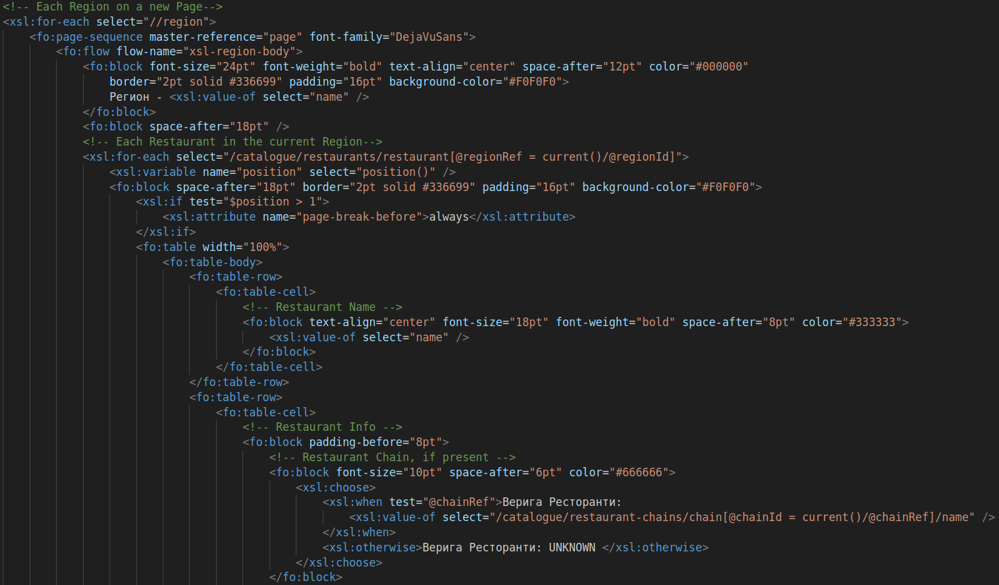 <!-- Each Region on a new Page-->
<xsl:for-each select="//region">
<fo:page-sequence master-reference="page" font-family="DejaVuSans">
<fo:flow flow-name="xsl-region-body">
<fo:block font-size="24pt" font-weight="bold" text-align="center" space-after="12pt" color="#000000"
border="2pt solid #336699" padding="16pt" background-color="#F0F0F0">
Регион - <xsl:value-of select="name" />
</fo:block>
<fo:block space-after="18pt" />
<!-- Each Restaurant in the current Region-->
<xsl:for-each select="/catalogue/restaurants/restaurant[@regionRef = current()/@regionId]">
<xsl:variable name="position" select="position()" />
<fo:block space-after="18pt" border="2pt solid #336699" padding="16pt" background-color="#F0F0F0">
<xsl:if test="$position > 1">
<xsl:attribute name="page-break-before">always</xsl:attribute>
</xsl:if>
<fo:table width="100%">
<fo:table-body>
<fo:table-row>
<fo:table-cell>
<!-- Restaurant Name -->
<fo:block text-align="center" font-size="18pt" font-weight="bold" space-after="8pt" color="#333333">
<xsl:value-of select="name" />
</fo:block>
</fo:table-cell>
</fo:table-row>
<fo:table-row>
<fo:table-cell>
<!-- Restaurant Info -->
<fo:block padding-before="8pt">
<!-- Restaurant Chain, if present -->
<fo:block font-size="10pt" space-after="6pt" color="#666666">
<xsl:choose>
<xsl:when test="@chainRef">Верига Ресторанти:
<xsl:value-of select="/catalogue/restaurant-chains/chain[@chainId = current()/@chainRef]/name" />
</xsl:when>
<xsl:otherwise>Верига Ресторанти: UNKNOWN </xsl:otherwise>
</xsl:choose>
</fo:block>